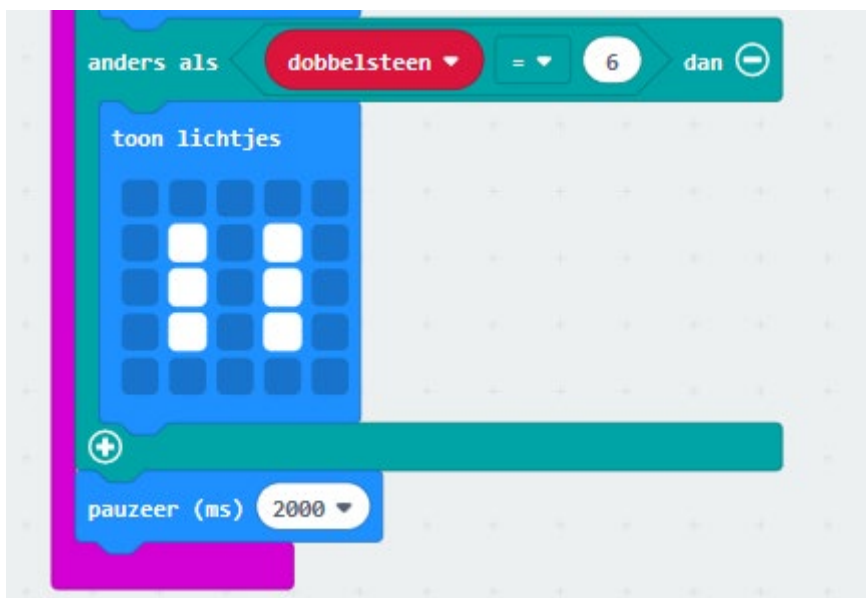 anders als dobbelsteen = 6 dan
toon lichtjes
pauzeer (ms) 2000